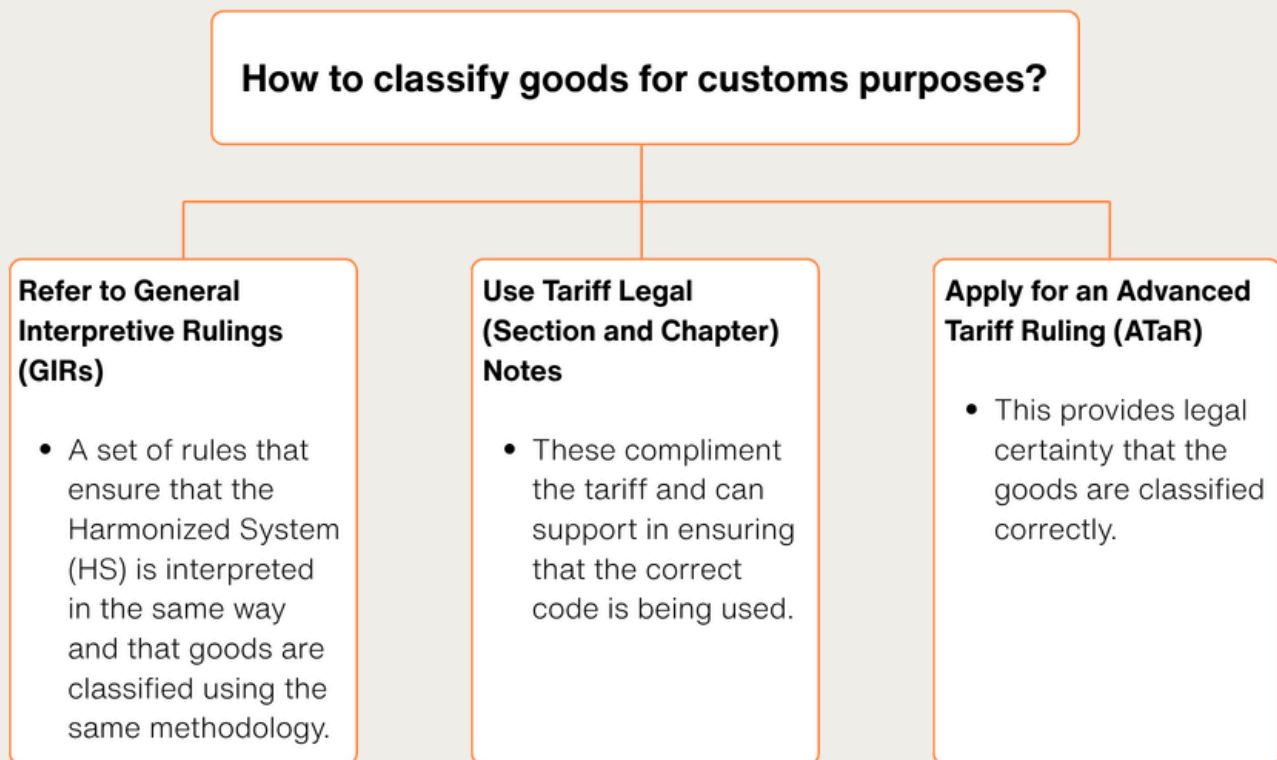 How to classify goods for customs purposes?
Refer to General
Interpretive Rulings
(GIRs)
• A set of rules that
ensure that the
Harmonized System
(HS) is interpreted
in the same way
and that goods are
classified using the
same methodology.
Use Tariff Legal
(Section and Chapter)
Notes
• These compliment
the tariff and can
support in ensuring
that the correct
code is being used.
Apply for an Advanced
Tariff Ruling (ATaR)
• This provides legal
certainty that the
goods are classified
correctly.